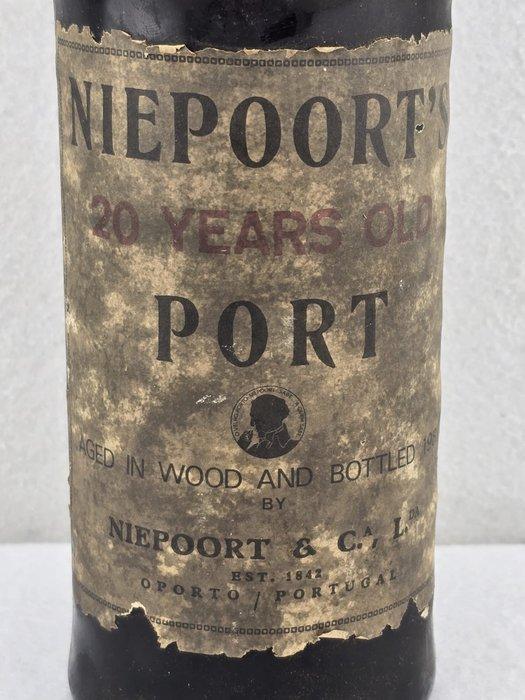 NIEPOORT'S
20 YEARS OLD
PORT
AGED IN WOOD AND BOTTLED
BY
NIEPOORT & C.ᴬ, L.ᴰᴬ
EST. 1842
OPORTO / PORTUGAL